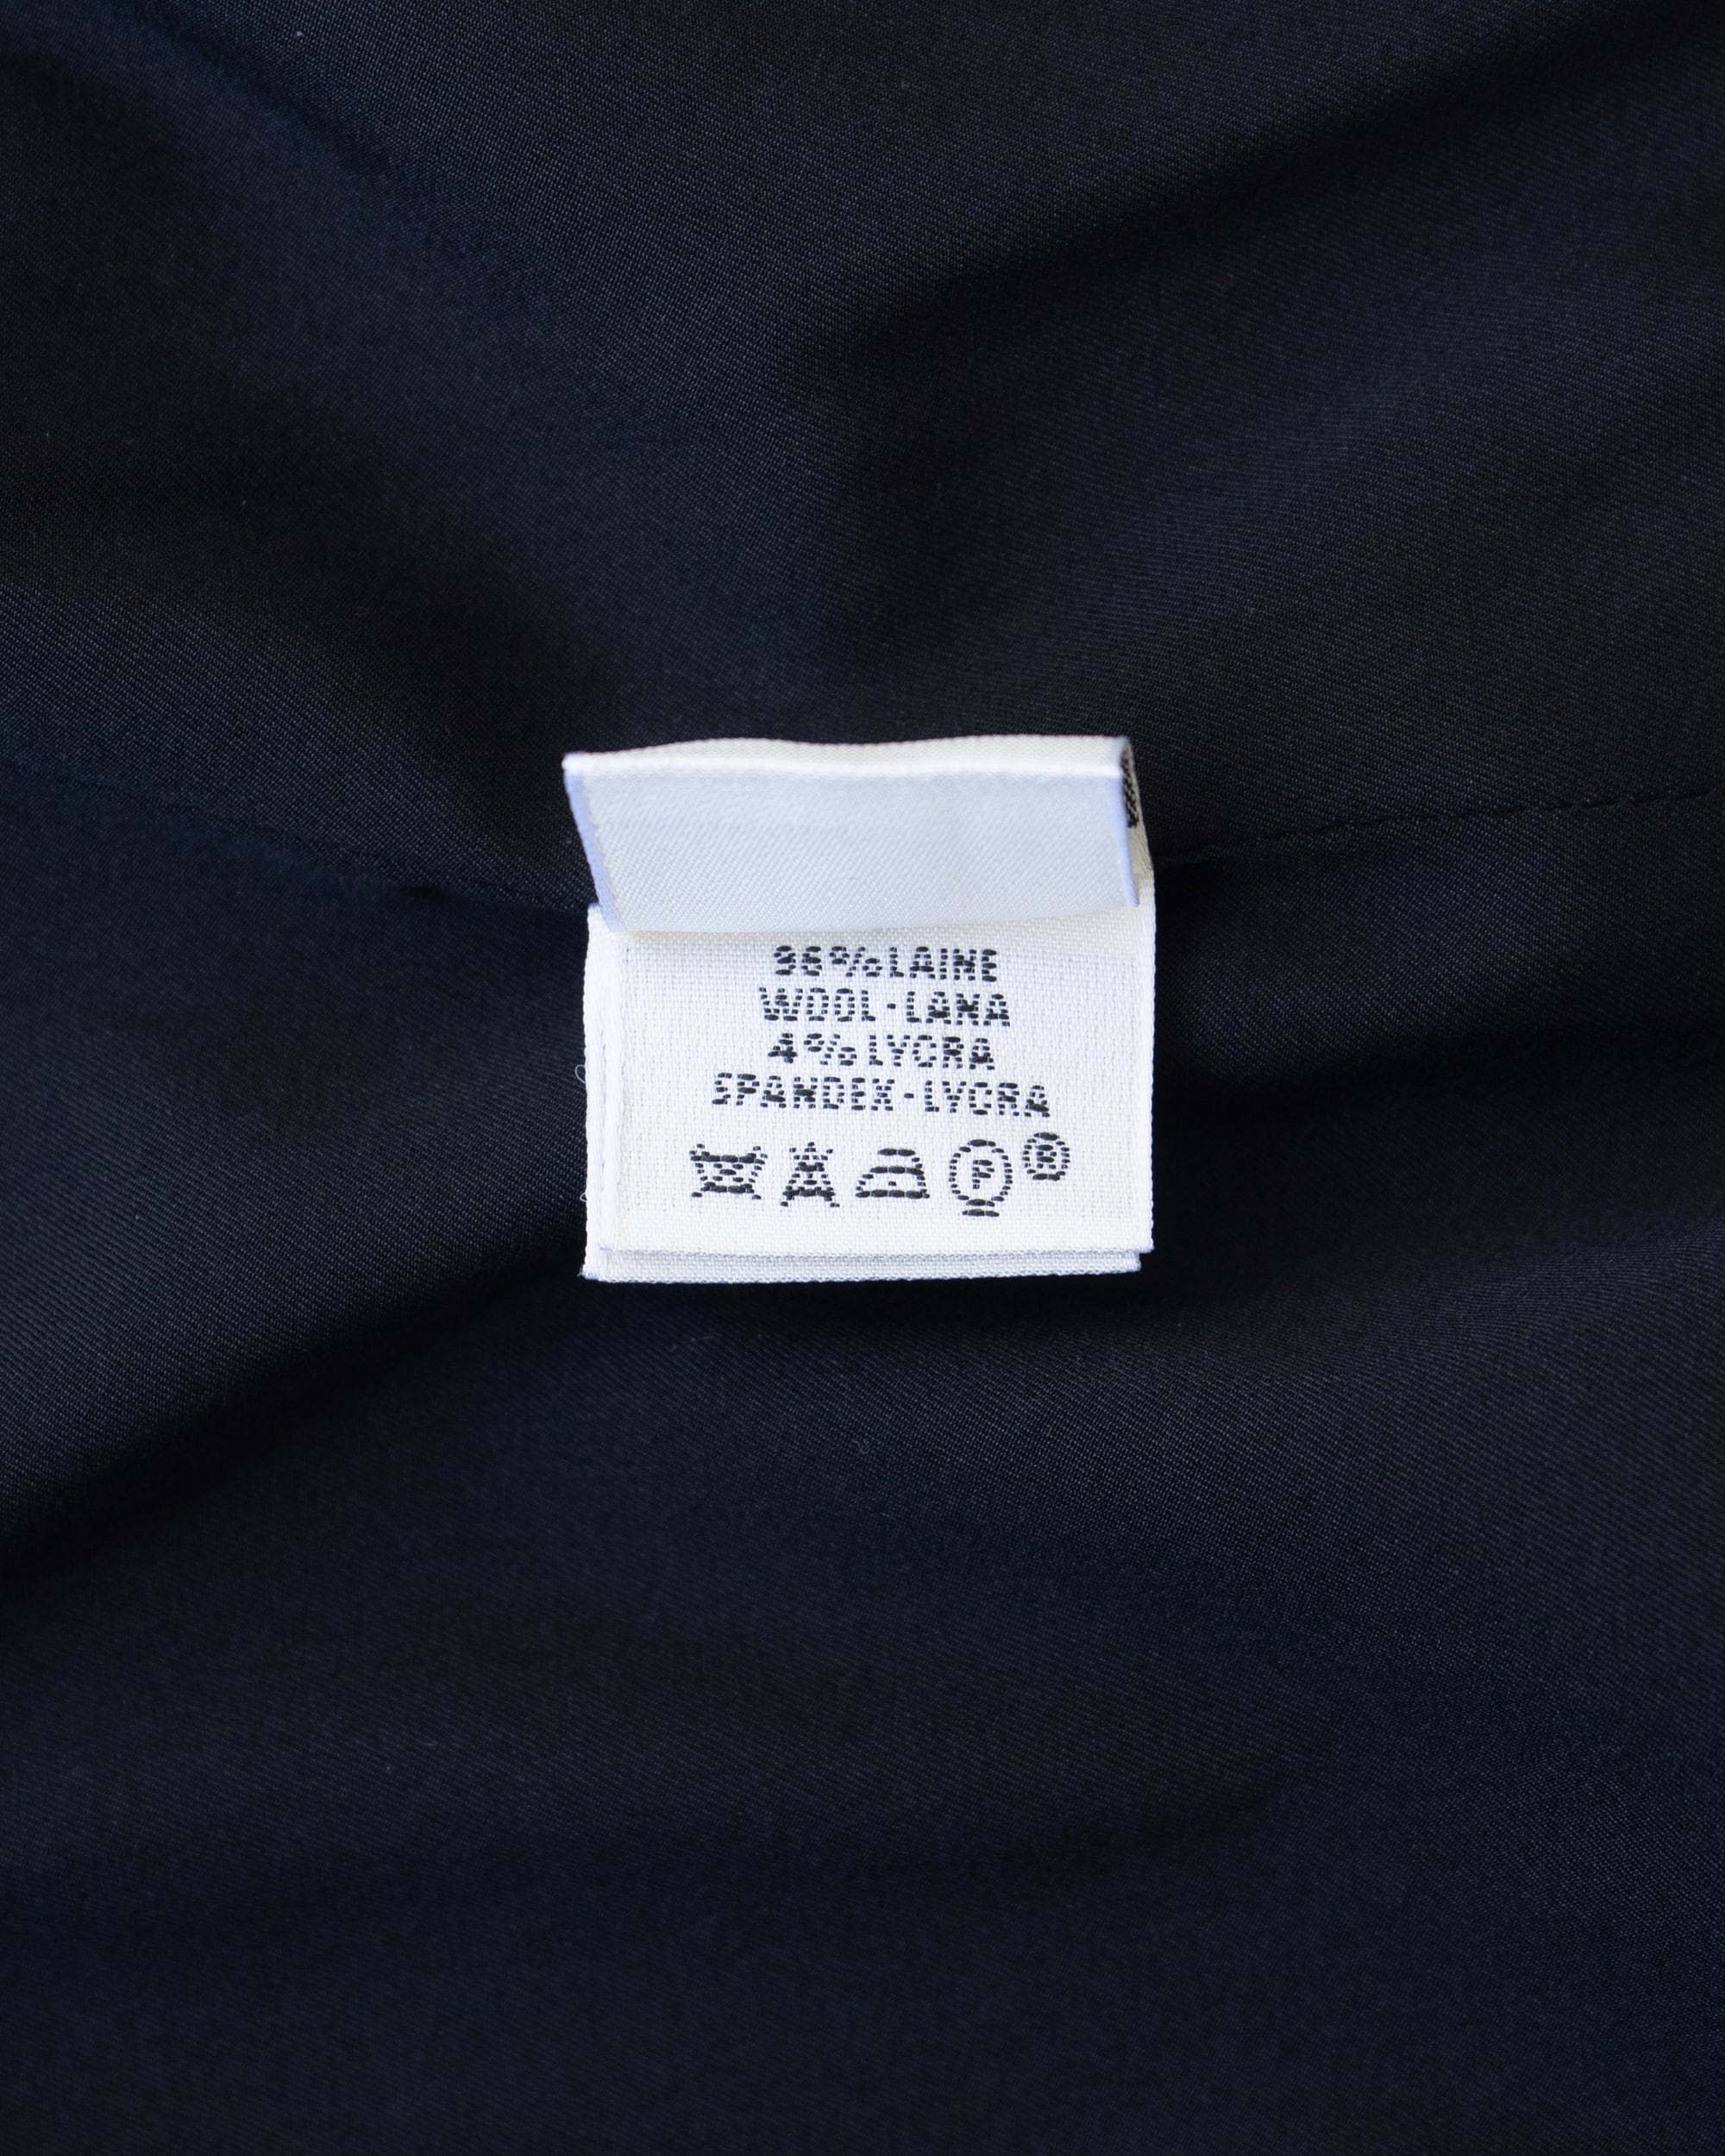 96% LAINE
WOOL - LANA
4% LYCRA
SPANDEX - LYCRA
F ®